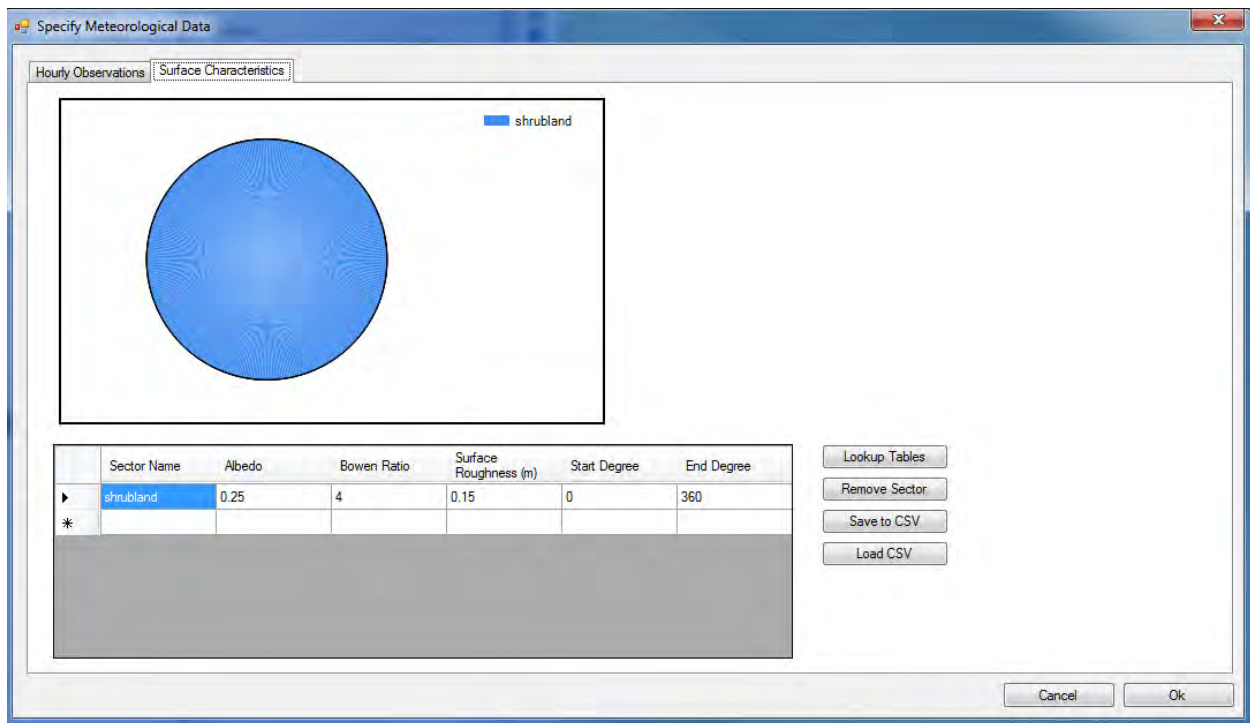 Specify Meteorological Data
Hourly Observations Surface Characteristics
shrubland
Sector Name Albedo Bowen Ratio Surface Roughness (m) Start Degree End Degree
shrubland 0.25 4 0.15 0 360
Lookup Tables
Remove Sector
Save to CSV
Load CSV
Cancel Ok